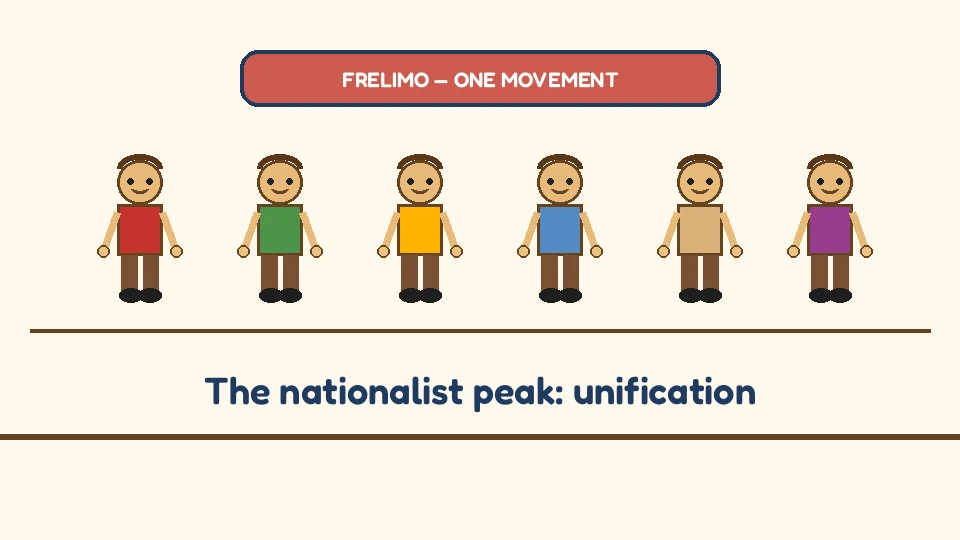 FRELIMO – ONE MOVEMENT
The nationalist peak: unification